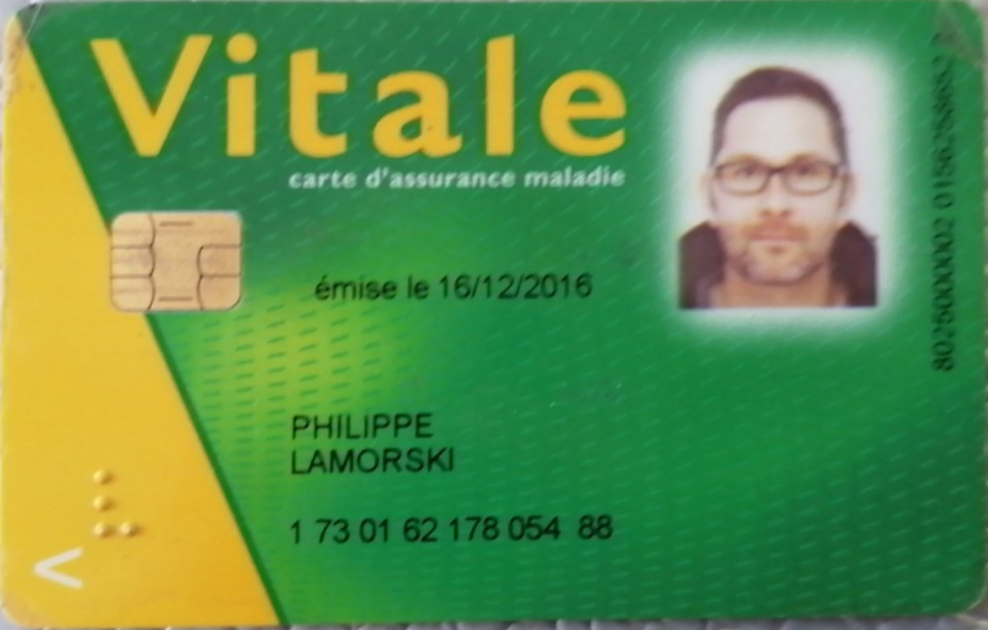 Vitale
carte d'assurance maladie
émise le 16/12/2016
PHILIPPE
LAMORSKI
1 73 01 62 178 054 88